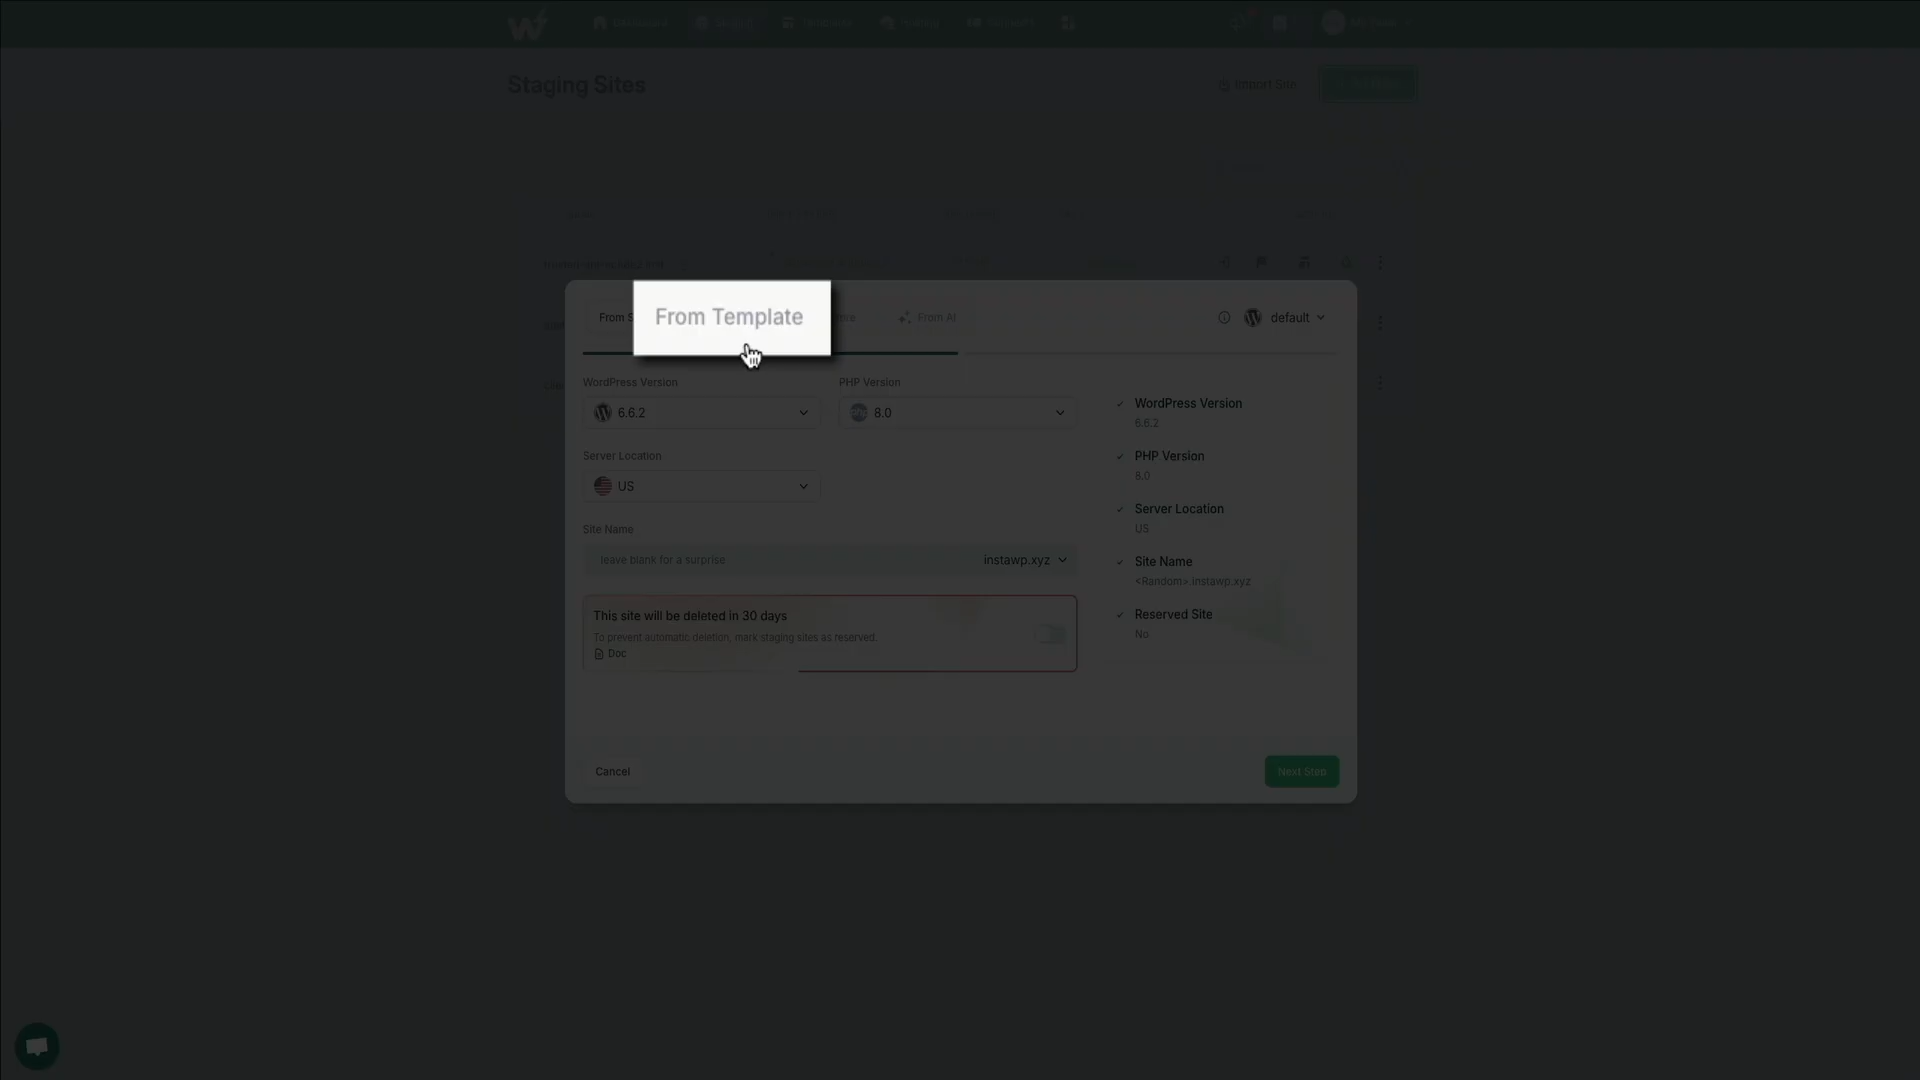 Staging Sites
Import Site
From S
From Template
From AI
default
WordPress Version
6.6.2
PHP Version
8.0
Server Location
US
Site Name
leave blank for a surprise
instawp.xyz
This site will be deleted in 30 days
To prevent automatic deletion, mark staging sites as reserved.
Doc
WordPress Version
6.6.2
PHP Version
8.0
Server Location
US
Site Name
<Random>.instawp.xyz
Reserved Site
No
Cancel
Next Step